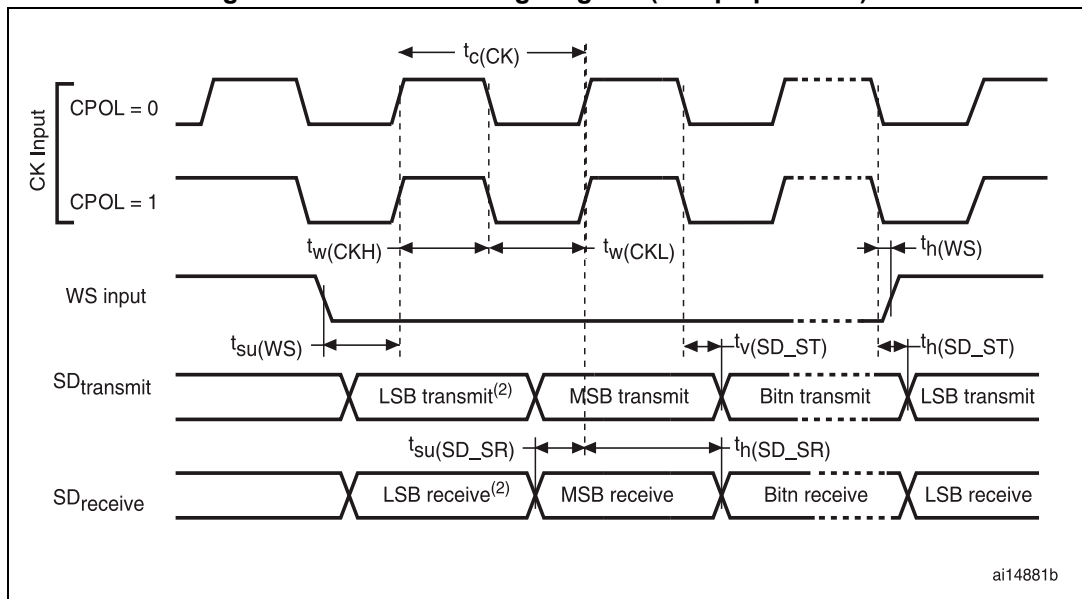 tc(CK)
CPOL = 0
CK Input
CPOL = 1
tw(CKH)
tw(CKL)
th(WS)
WS input
tsu(WS)
tv(SD_ST)
th(SD_ST)
SDtransmit
LSB transmit(2)
MSB transmit
Bitn transmit
LSB transmit
tsu(SD_SR)
th(SD_SR)
SDreceive
LSB receive(2)
MSB receive
Bitn receive
LSB receive
ai14881b